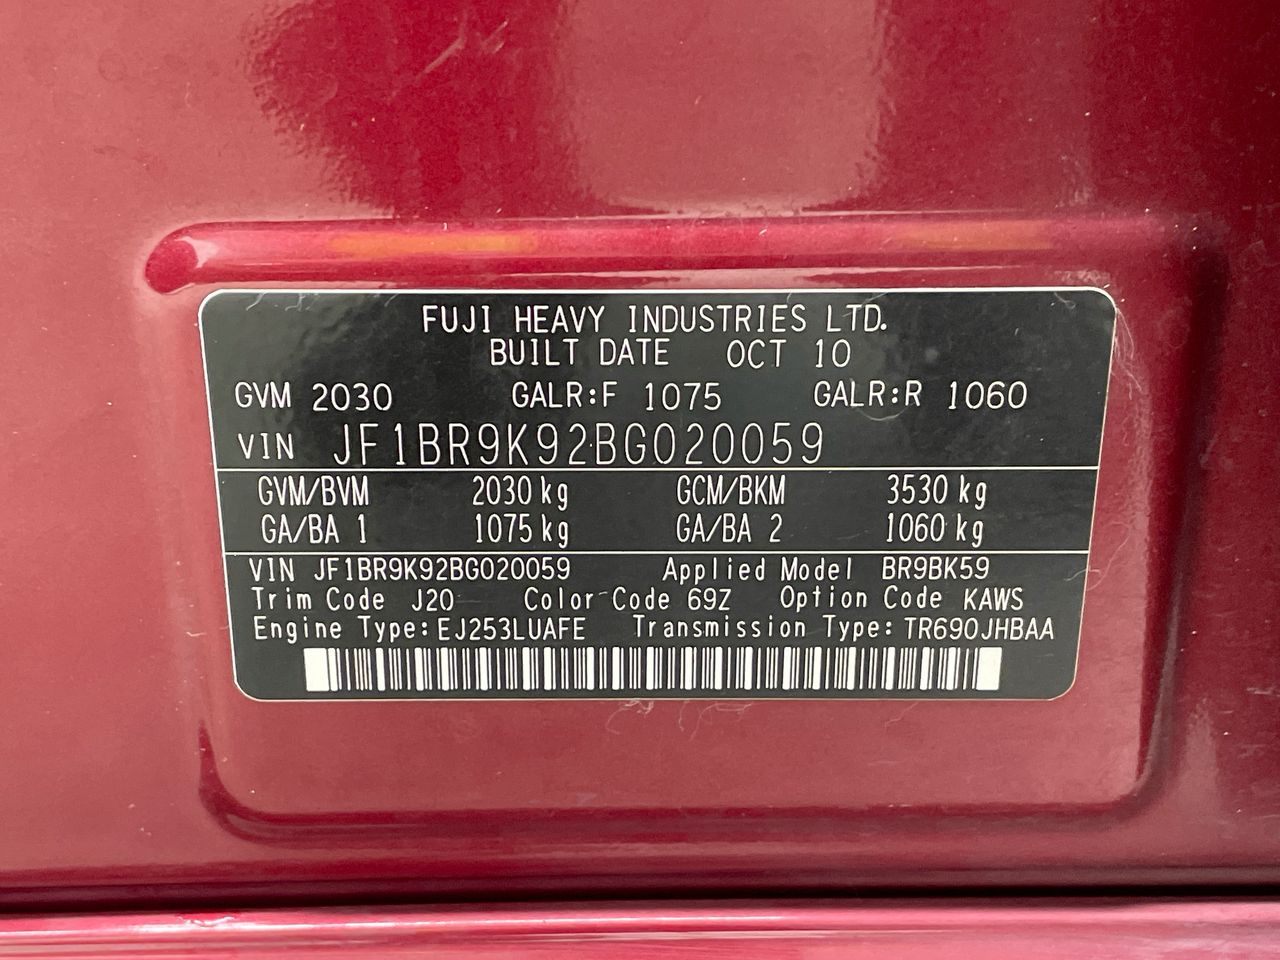 FUJI HEAVY INDUSTRIES LTD.
BUILT DATE OCT 10
GVM 2030 GALR:F 1075 GALR:R 1060
VIN JF1BR9K92BG020059
GVM/BVM 2030 kg GCM/BKM 3530 kg
GA/BA 1 1075 kg GA/BA 2 1060 kg
VIN JF1BR9K92BG020059 Applied Model BR9BK59
Trim Code J20 Color Code 69Z Option Code KAWS
Engine Type: EJ253LUAFE Transmission Type: TR690JHBAA